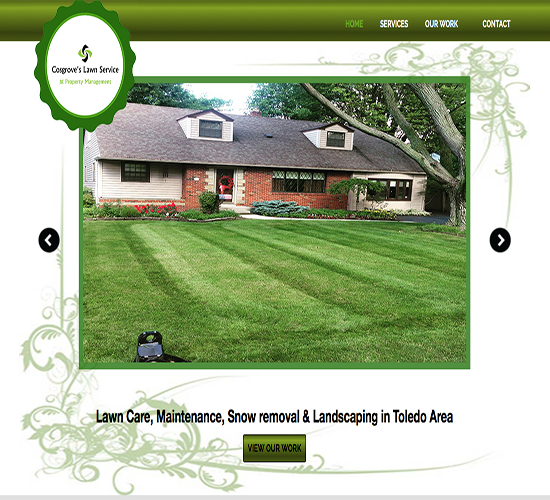 HOME SERVICES OUR WORK CONTACT
Cosgrove's Lawn Service
Property Management
Lawn Care, Maintenance, Snow removal & Landscaping in Toledo Area
VIEW OUR WORK